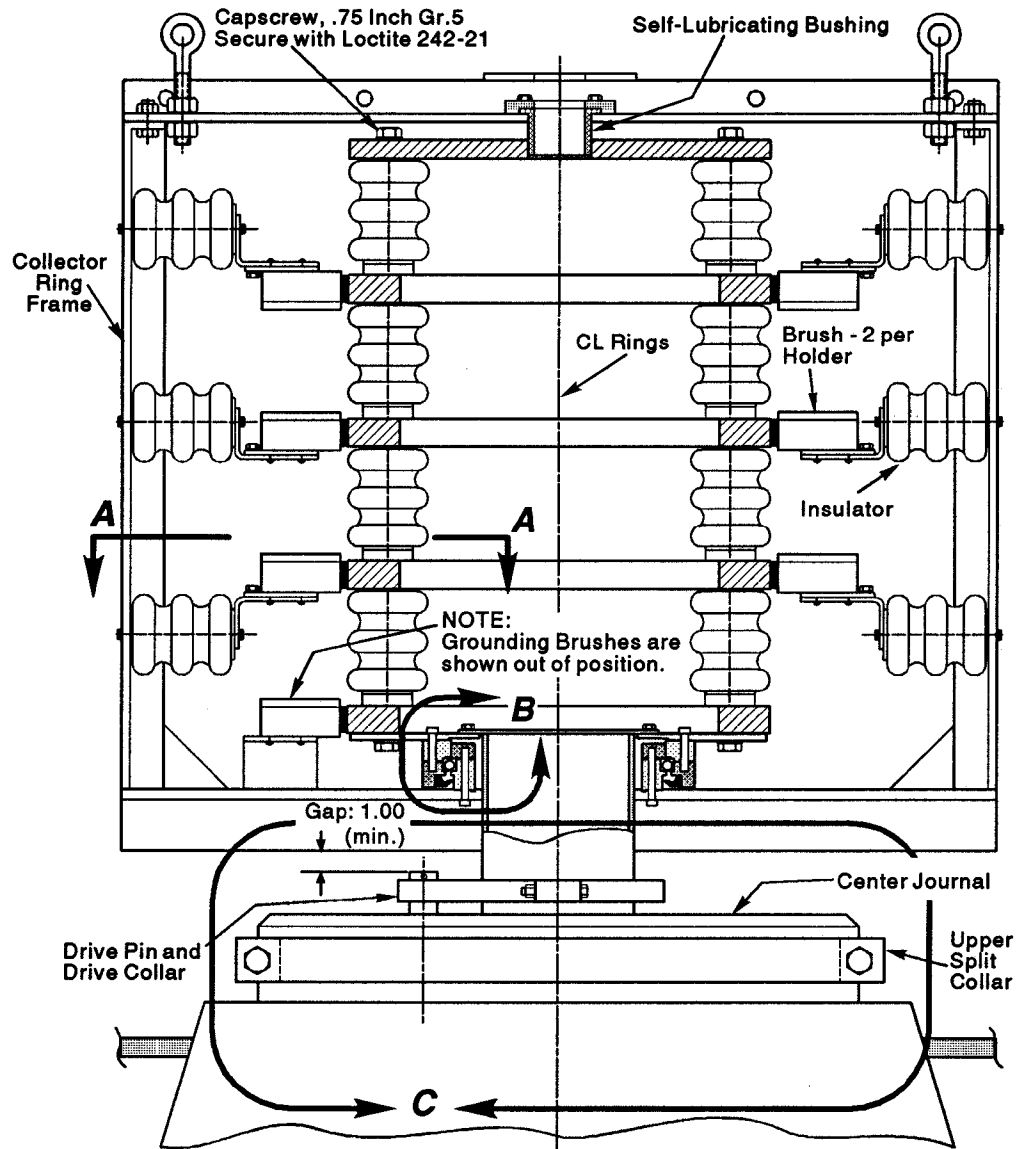 Capscrew, .75 Inch Gr.5
Secure with Loctite 242-21
Self-Lubricating Bushing
Collector
Ring
Frame
CL Rings
Brush - 2 per
Holder
Insulator
A
A
NOTE:
Grounding Brushes are
shown out of position.
B
Gap: 1.00
(min.)
Center Journal
Drive Pin and
Drive Collar
Upper
Split
Collar
C